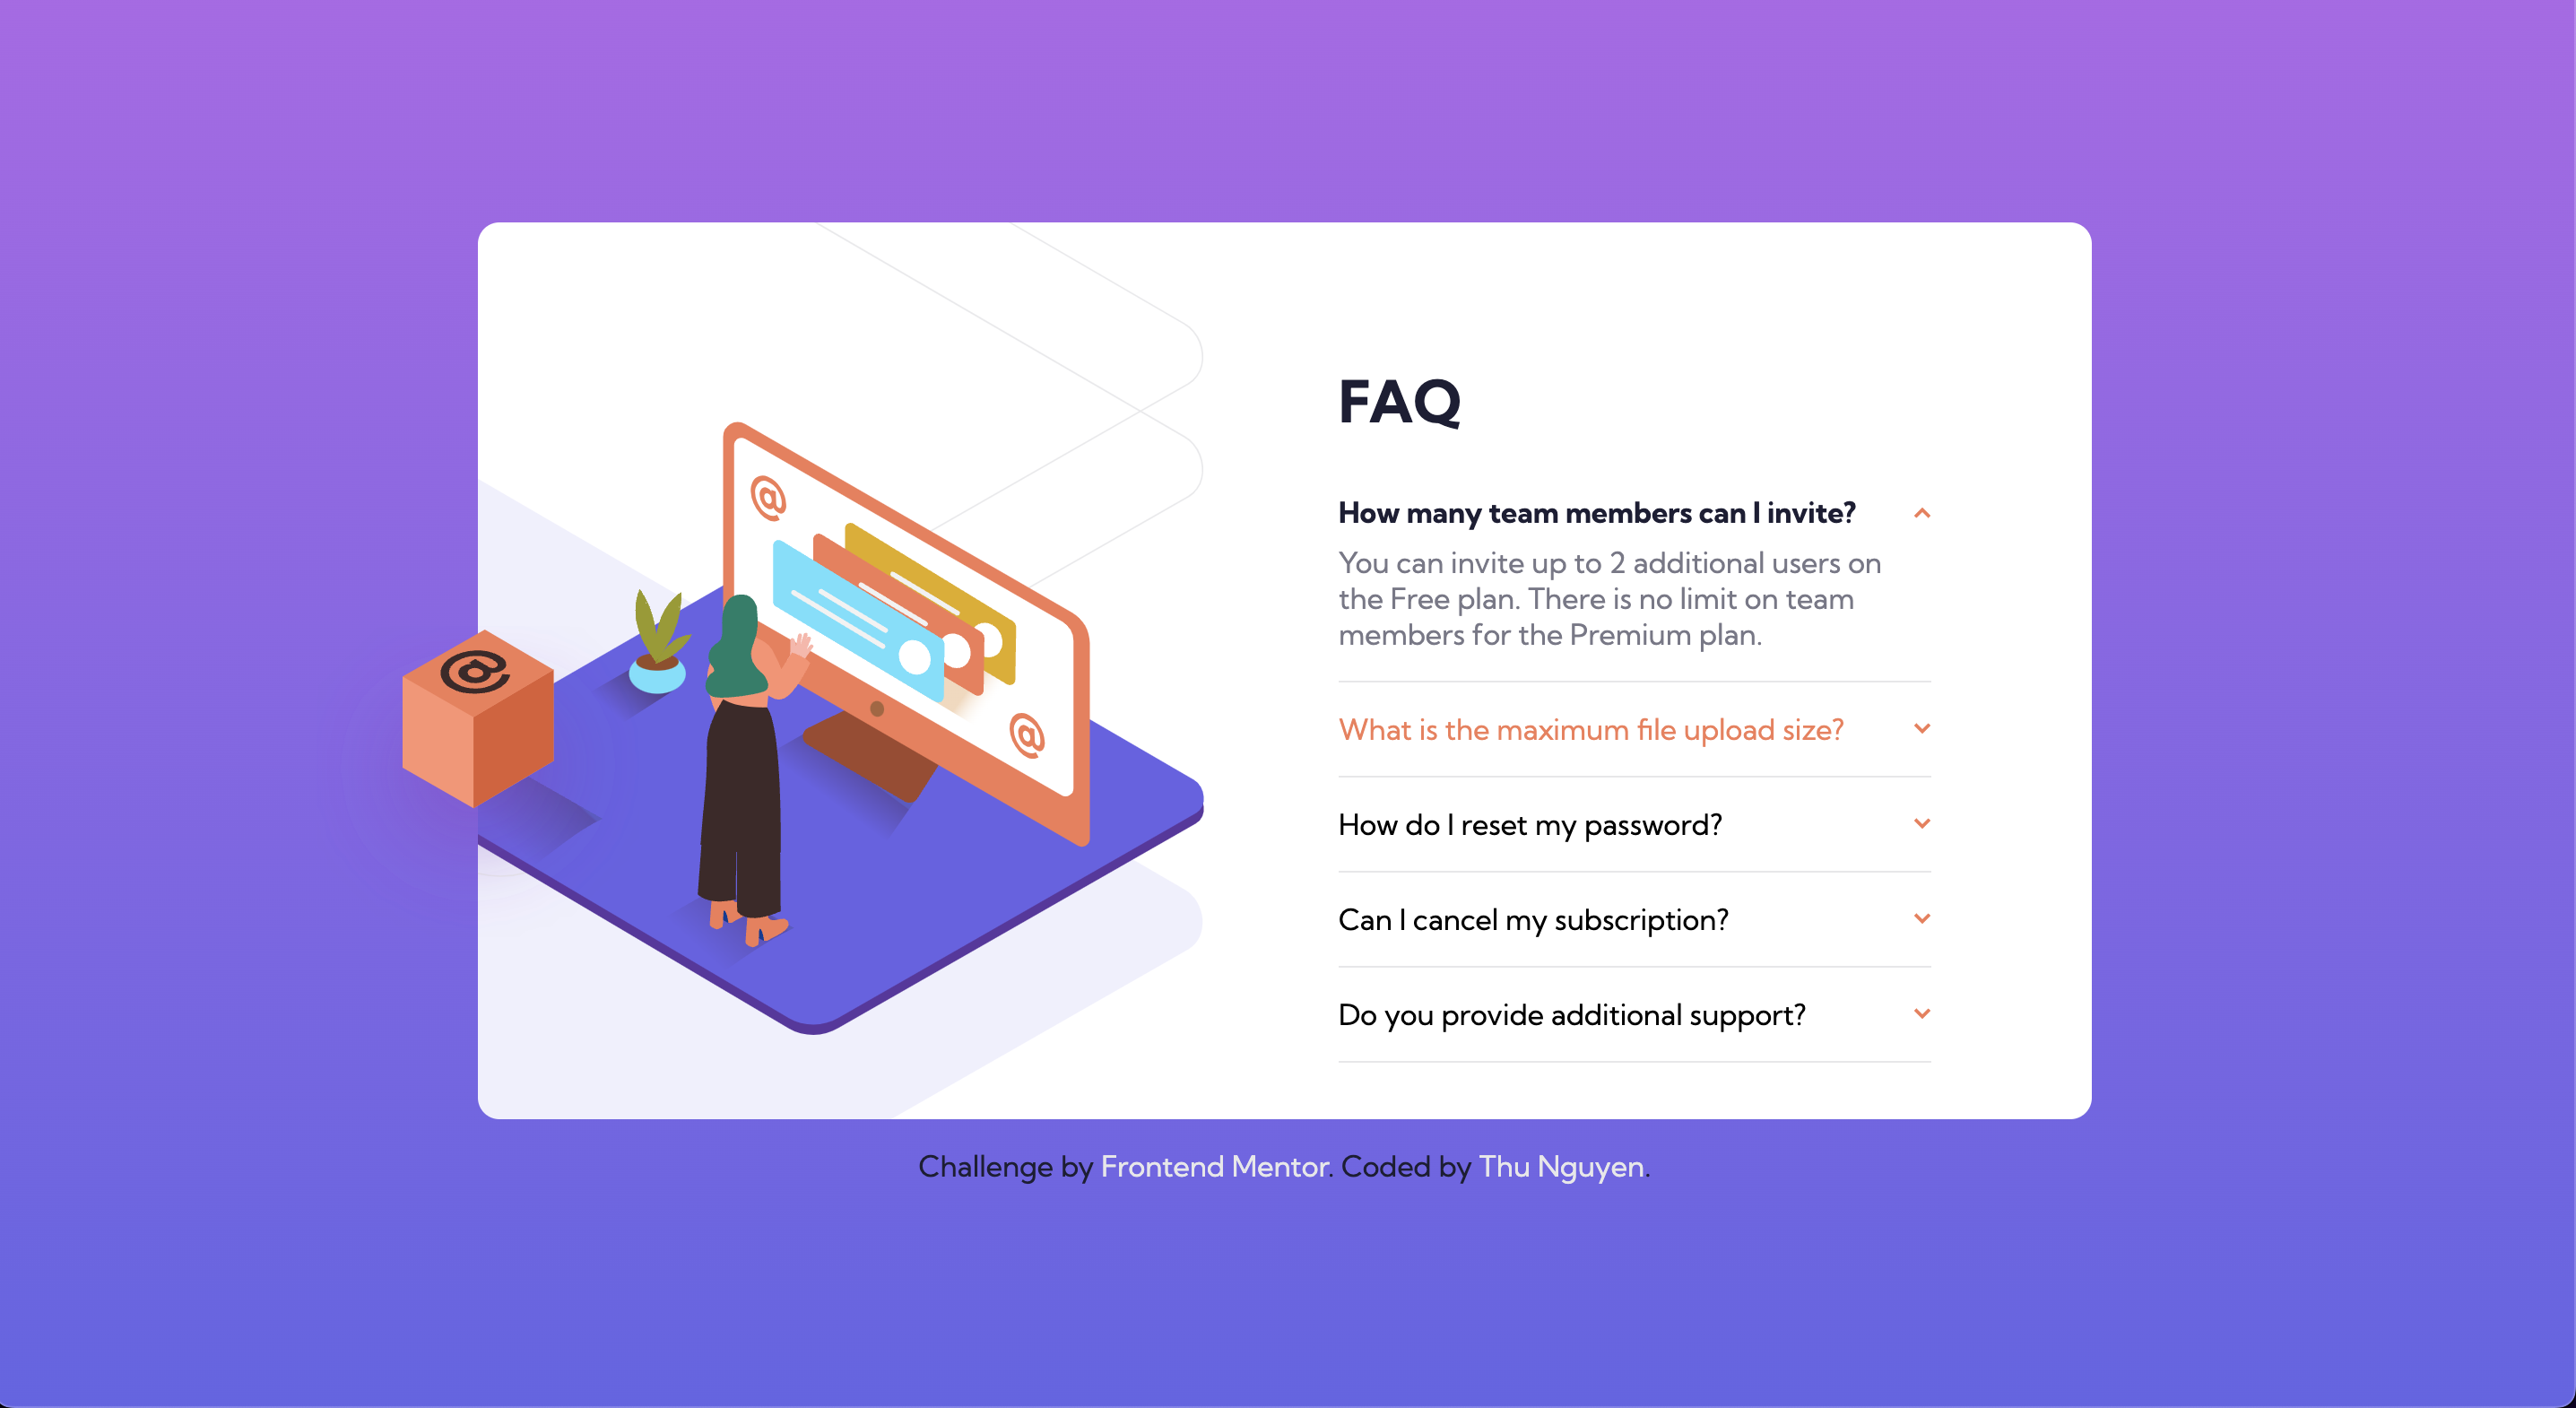 FAQ
How many team members can I invite?
You can invite up to 2 additional users on
the Free plan. There is no limit on team
members for the Premium plan.
What is the maximum file upload size?
How do I reset my password?
Can I cancel my subscription?
Do you provide additional support?
@
@
@
Challenge by Frontend Mentor. Coded by Thu Nguyen.